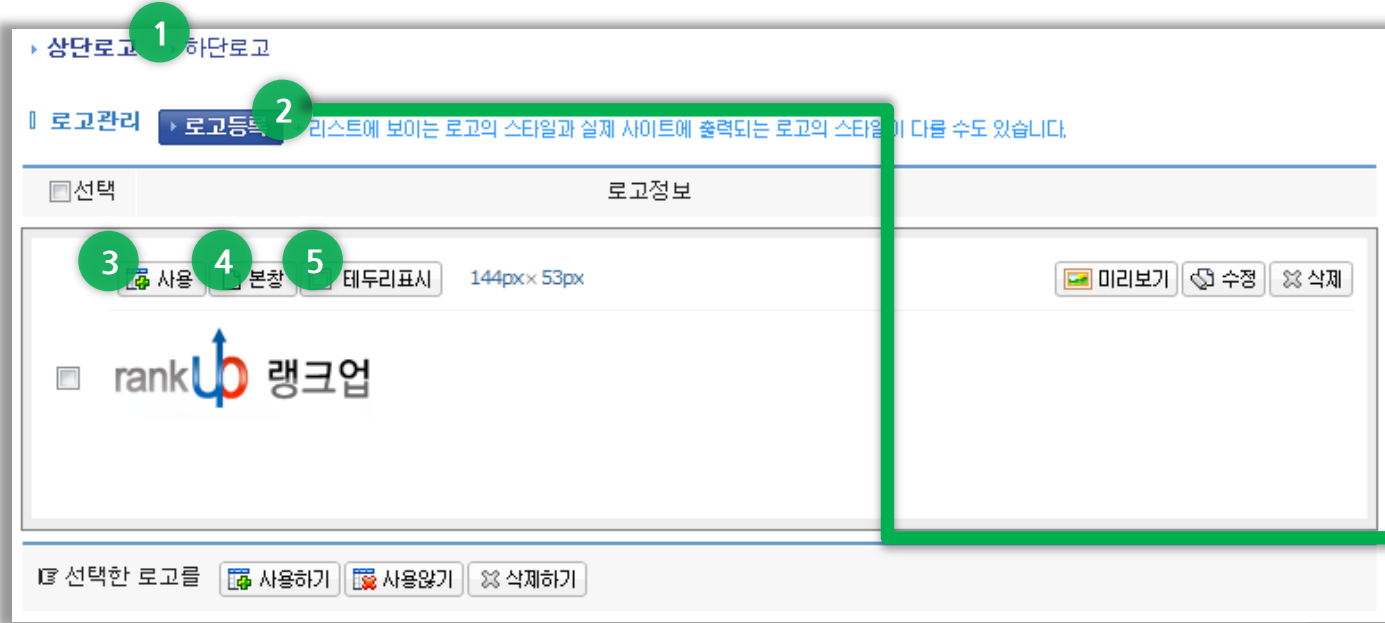 상단로고 1 하단로고
로고관리 로고등록 2 리스트에 보이는 로고의 스타일과 실제 사이트에 출력되는 로고의 스타일이 다를 수도 있습니다.
선택 로고정보
3 사용 4 본창 5 테두리표시 144px× 53px 미리보기 수정 삭제
rankUp 랭크업
☞ 선택한 로고를 사용하기 사용않기 삭제하기